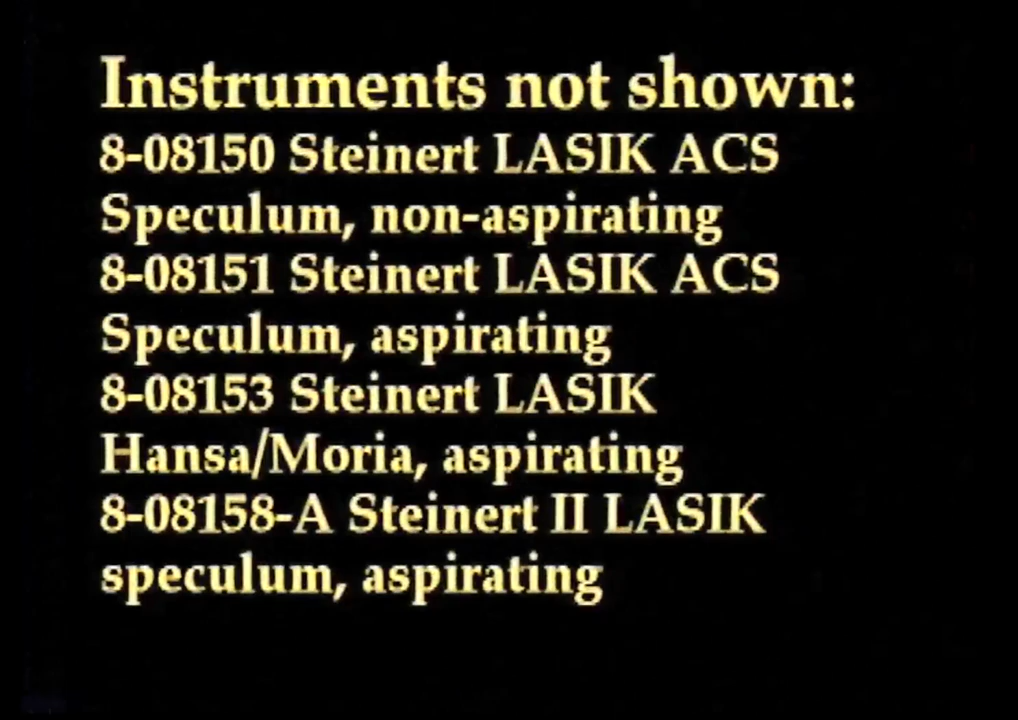 Instruments not shown:
8-08150 Steinert LASIK ACS
Speculum, non-aspirating
8-08151 Steinert LASIK ACS
Speculum, aspirating
8-08153 Steinert LASIK
Hansa/Moria, aspirating
8-08158-A Steinert II LASIK
speculum, aspirating